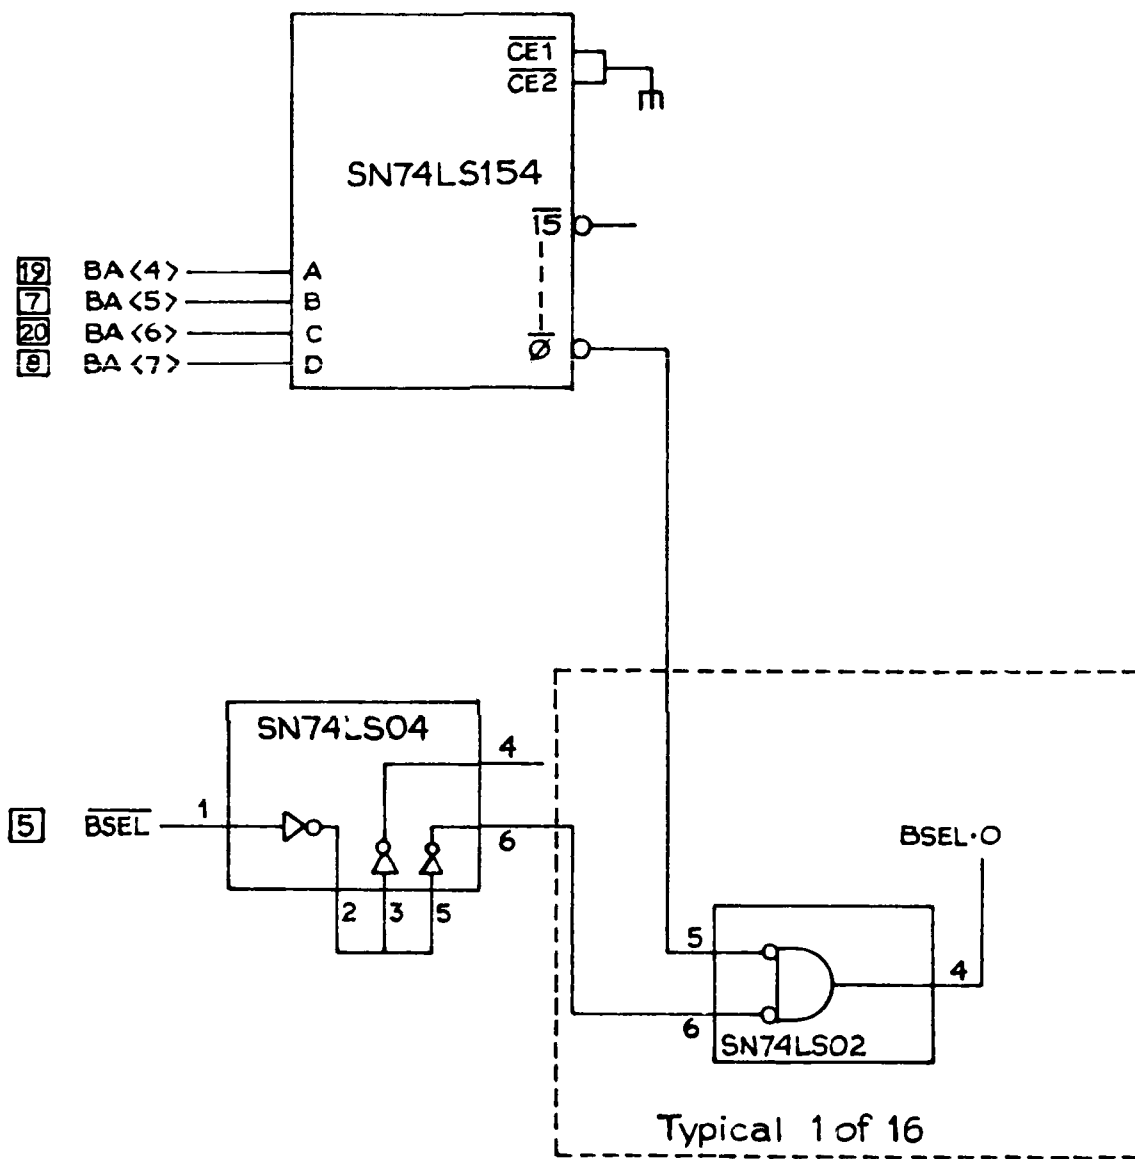 CE1
CE2
SN74LS154
15
19 BA<4> A
7 BA<5> B
20 BA<6> C
8 BA<7> D
Ø
SN74LS04
4
5 BSEL 1
6
2 3 5
BSEL·0
5
4
6
SN74LS02
Typical 1 of 16